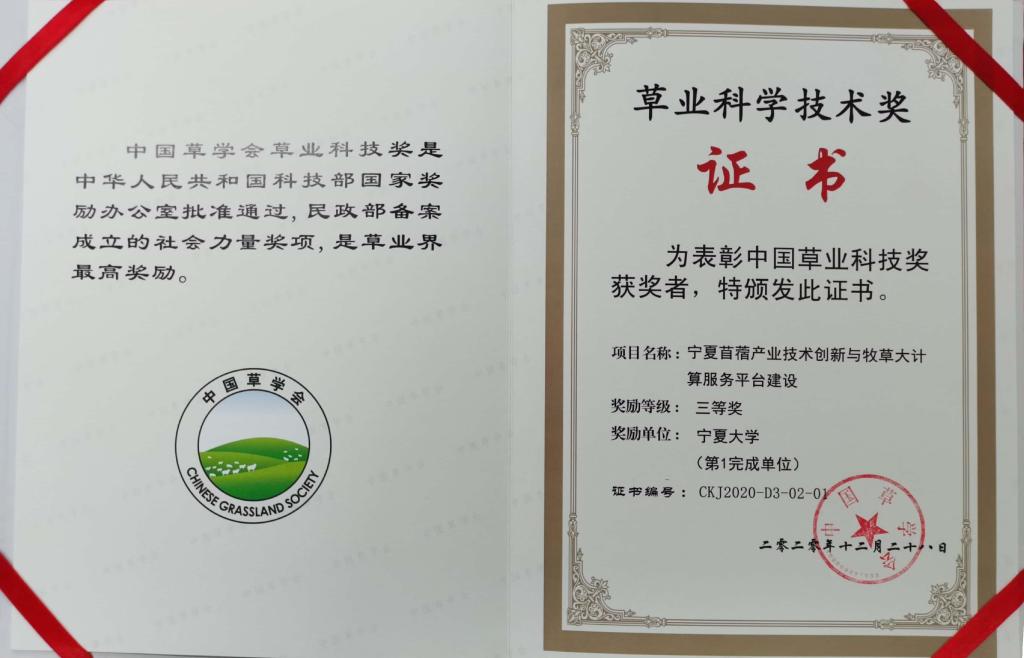 中国草学会草业科技奖是
中华人民共和国科技部国家奖
励办公室批准通过，民政部备案
成立的社会力量奖项，是草业界
最高奖励。
中国草学会
CHINESE GRASSLAND SOCIETY
草业科学技术奖
证书
为表彰中国草业科技奖
获奖者，特颁发此证书。
项目名称：宁夏苜蓿产业技术创新与牧草大计
算服务平台建设
奖励等级：三等奖
奖励单位：宁夏大学
（第1完成单位）
证书编号：CKJ2020-D3-02-01
中国草学会
二零二零年十二月二十八日